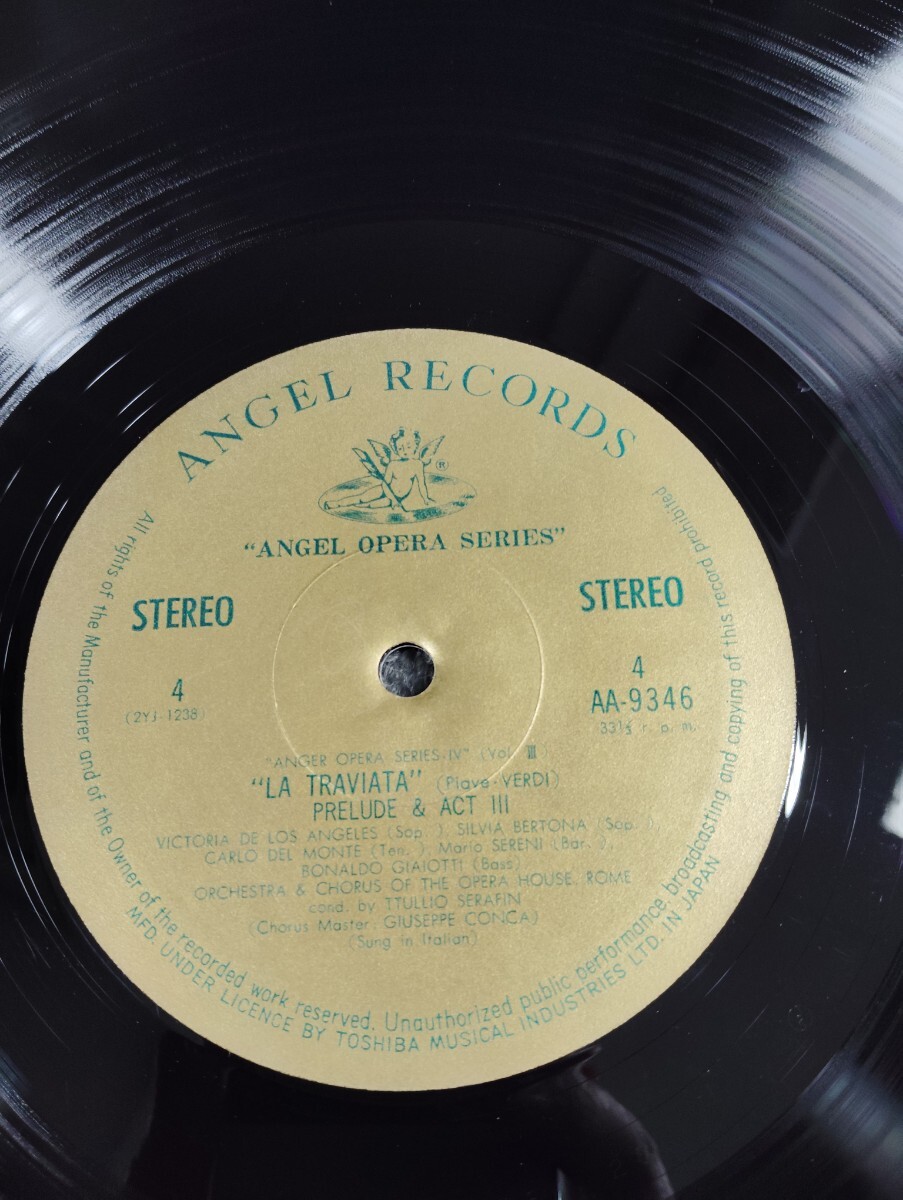 ANGEL RECORDS
®
"ANGEL OPERA SERIES"
STEREO
STEREO
4
(2YJ-1238)
4
AA-9346
33⅓ r. p. m.
"ANGER OPERA SERIES-IV" (Vol. III)
"LA TRAVIATA" (Piave-VERDI)
PRELUDE & ACT III
VICTORIA DE LOS ANGELES (Sop.), SILVIA BERTONA (Sop.),
CARLO DEL MONTE (Ten.), Mario SERENI (Bar.),
BONALDO GIAIOTTI (Bass)
ORCHESTRA & CHORUS OF THE OPERA HOUSE, ROME
cond. by TTULLIO SERAFIN
(Chorus Master: GIUSEPPE CONCA)
(Sung in Italian)
All rights of the Manufacturer and of the Owner of the recorded work reserved. Unauthorized public performance, broadcasting and copying of this record prohibited
MFD. UNDER LICENCE BY TOSHIBA MUSICAL INDUSTRIES LTD. IN JAPAN